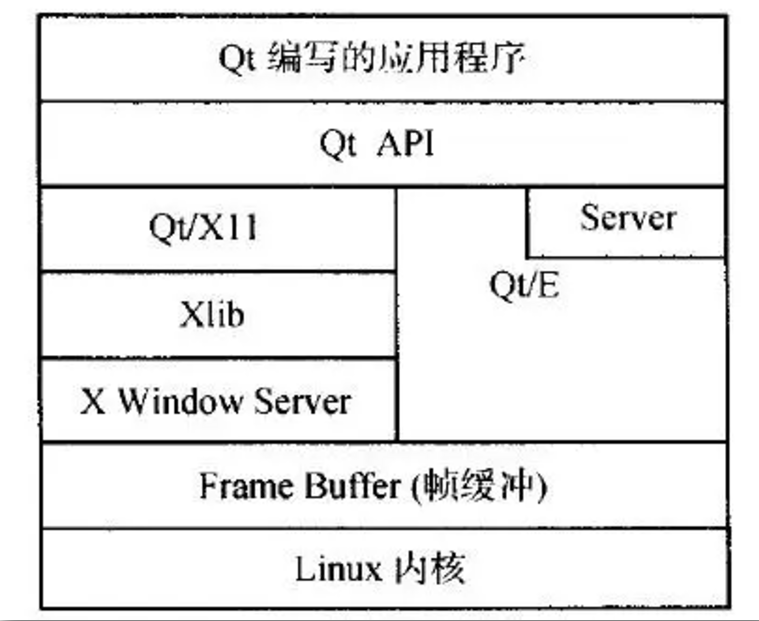 Qt 编写的应用程序
Qt API
Qt/X11
Server
Qt/E
Xlib
X Window Server
Frame Buffer (帧缓冲)
Linux 内核